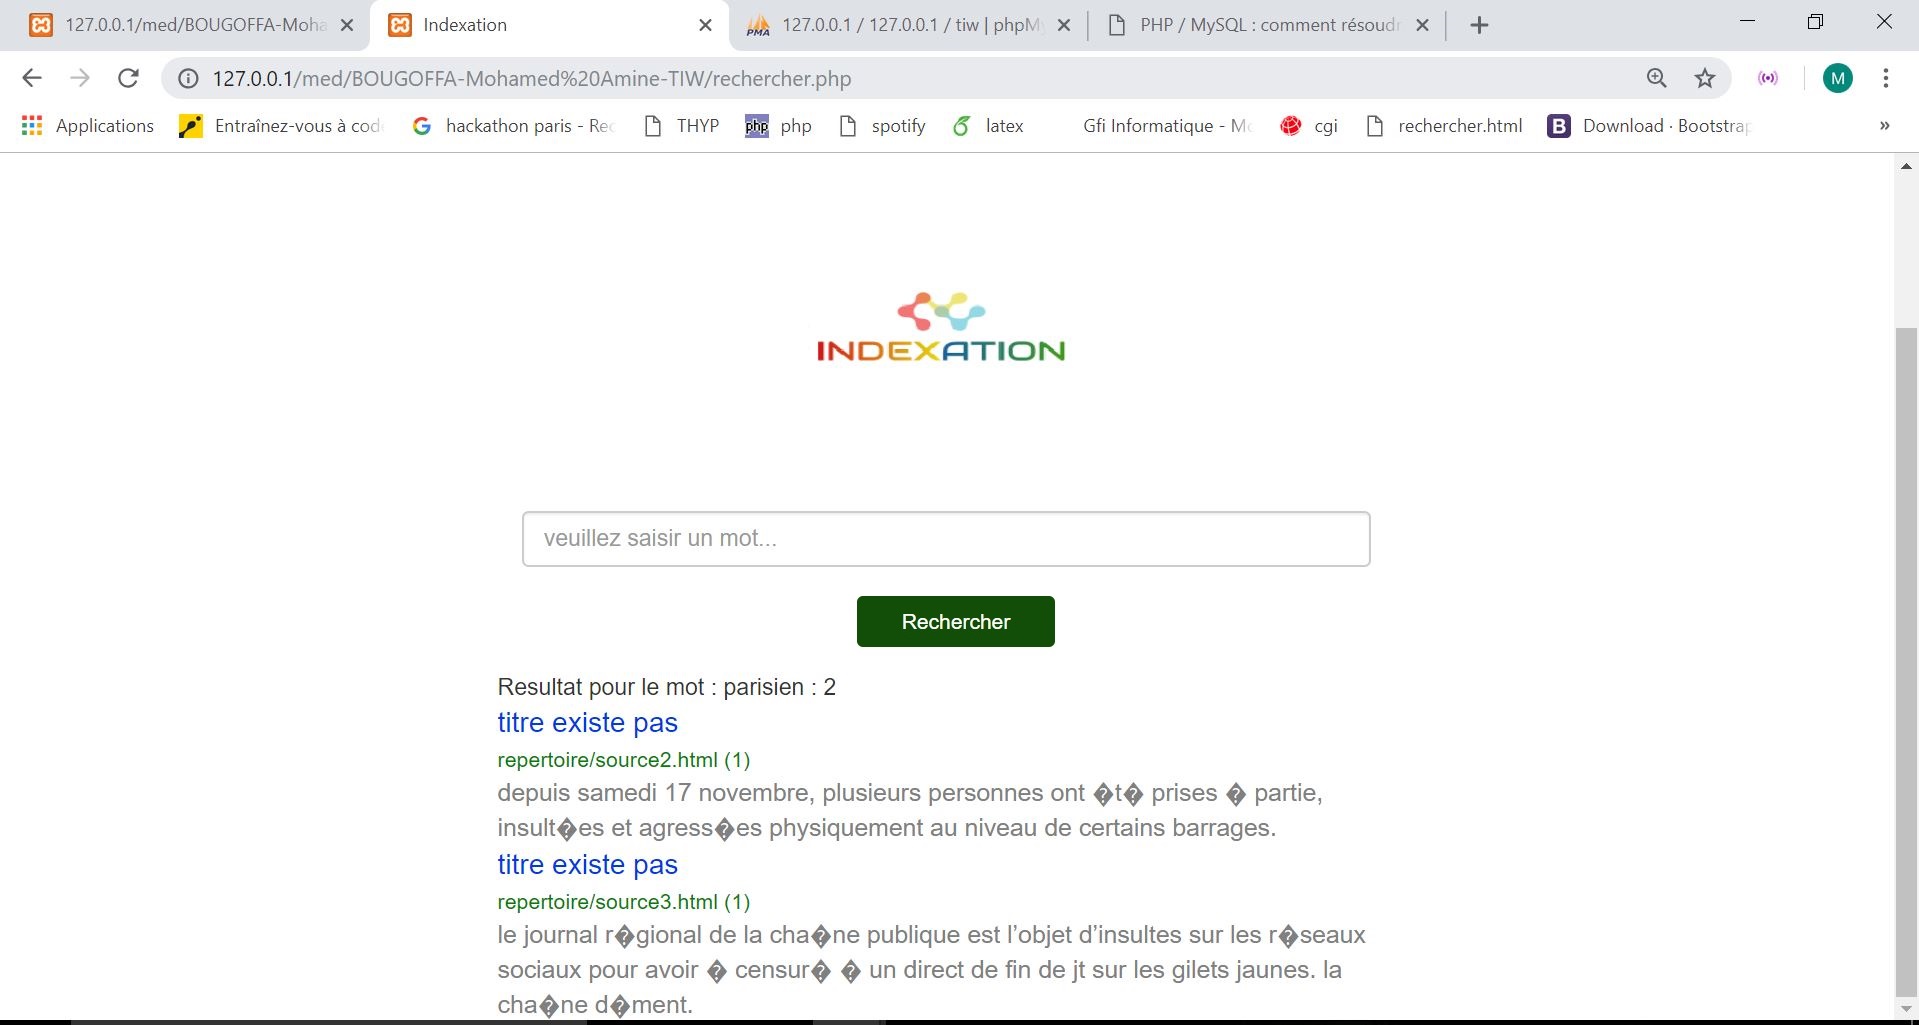 127.0.0.1/med/BOUGOFFA-Moha
Indexation
127.0.0.1 / 127.0.0.1 / tiw | phpMy
PHP / MySQL : comment résoudr
127.0.0.1/med/BOUGOFFA-Mohamed%20Amine-TIW/rechercher.php
M
Applications
Entraînez-vous à cod
hackathon paris - Rec
THYP
php php
spotify
latex
Gfi Informatique - Mo
cgi
rechercher.html
B Download · Bootstrap
»
INDEXATION
veuillez saisir un mot...
Rechercher
Resultat pour le mot : parisien : 2
titre existe pas
repertoire/source2.html (1)
depuis samedi 17 novembre, plusieurs personnes ont �t� prises � partie,
insult�es et agress�es physiquement au niveau de certains barrages.
titre existe pas
repertoire/source3.html (1)
le journal r�gional de la cha�ne publique est l’objet d’insultes sur les r�seaux
sociaux pour avoir � censur� � un direct de fin de jt sur les gilets jaunes. la
cha�ne d�ment.